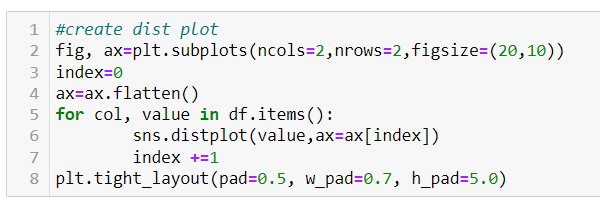 1 #create dist plot
2 fig, ax=plt.subplots(ncols=2,nrows=2,figsize=(20,10))
3 index=0
4 ax=ax.flatten()
5 for col, value in df.items():
6         sns.distplot(value,ax=ax[index])
7         index +=1
8 plt.tight_layout(pad=0.5, w_pad=0.7, h_pad=5.0)